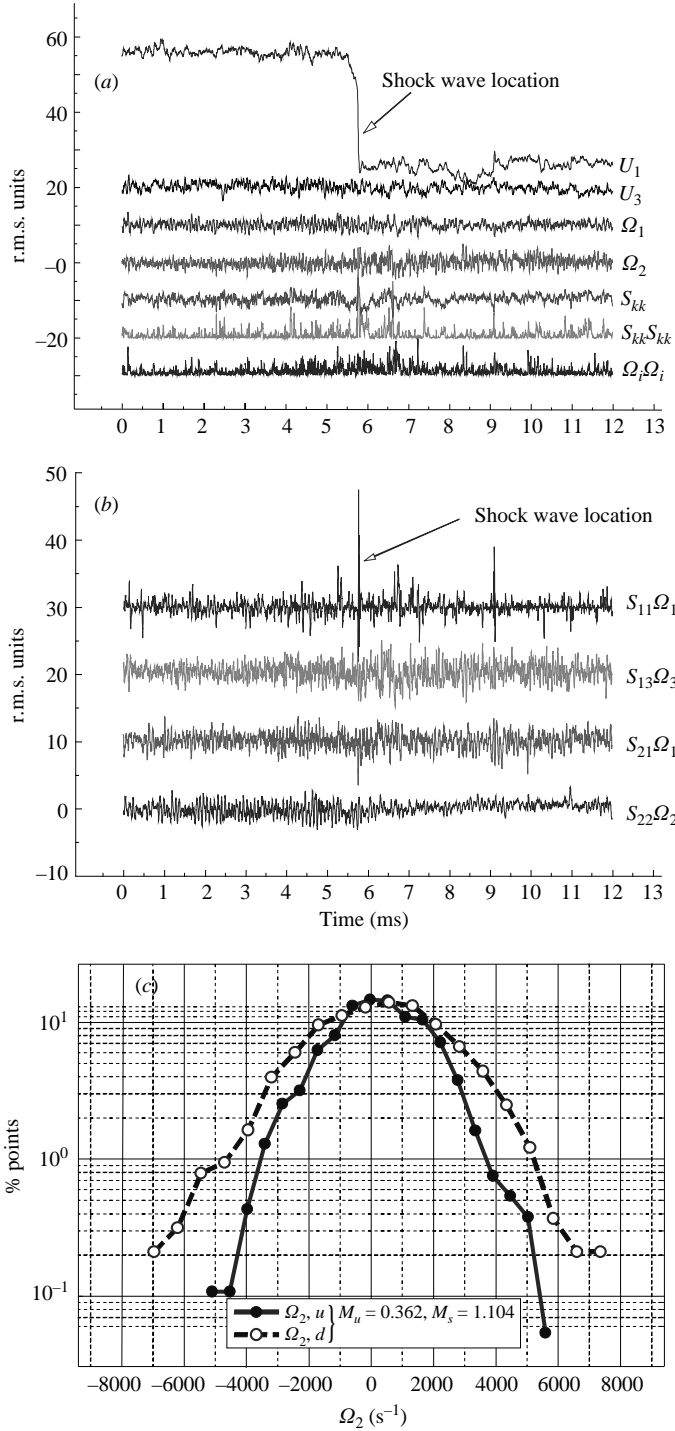 60
(a)
Shock wave location
40
U₁
20
U₃
r.m.s. units
Ω₁
−0
Ω₂
Sₖₖ
−20
SₖₖSₖₖ
ΩᵢΩᵢ
0 1 2 3 4 5 6 7 8 9 10 11 12 13
50
(b)
Shock wave location
40
30
S₁₁Ω₁
r.m.s. units
20
S₁₃Ω₃
10
S₂₁Ω₁
0
S₂₂Ω₂
−10
0 1 2 3 4 5 6 7 8 9 10 11 12 13
Time (ms)
(c)
10¹
% points
10⁰
10⁻¹
Ω₂, u } Mᵤ = 0.362, Mₛ = 1.104
Ω₂, d
−8000 −6000 −4000 −2000 0 2000 4000 6000 8000
Ω₂ (s⁻¹)